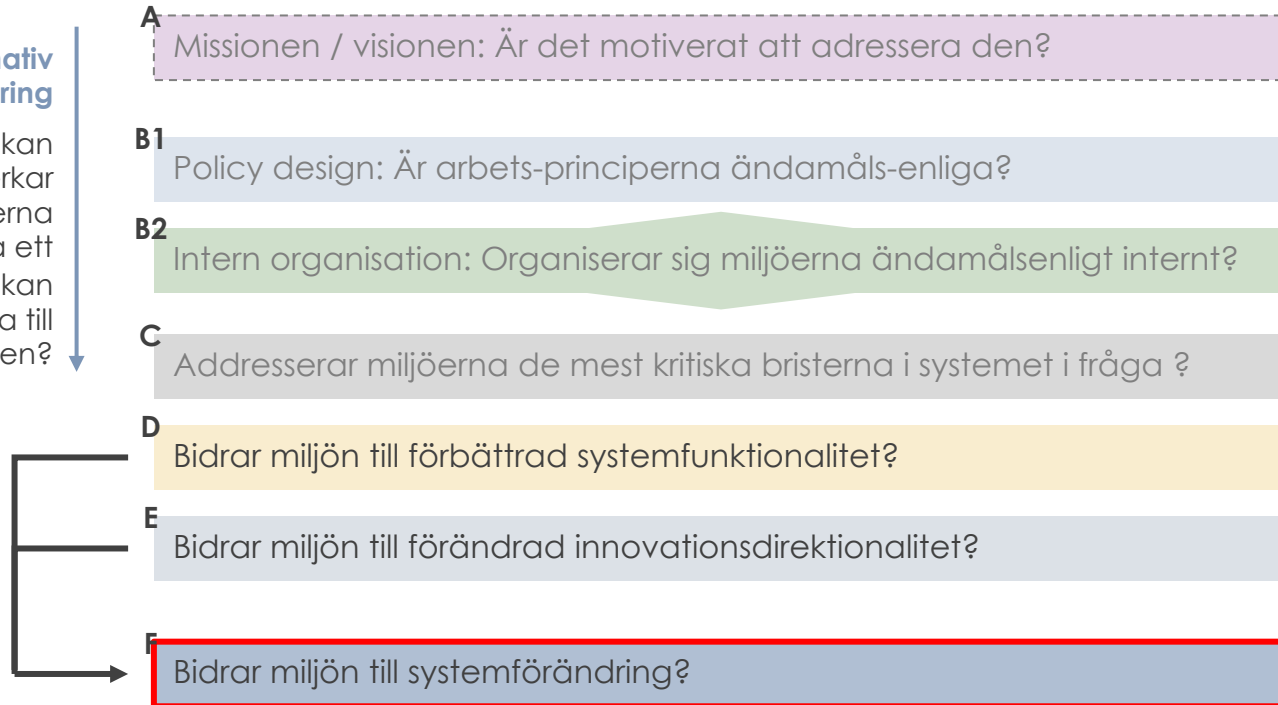 ativ
ring
kan
rkar
erna
a ett
kan
a till
en?
A
Missionen / visionen: Är det motiverat att adressera den?
B1
Policy design: Är arbets-principerna ändamåls-enliga?
B2
Intern organisation: Organiserar sig miljöerna ändamålsenligt internt?
C
Addresserar miljöerna de mest kritiska bristerna i systemet i fråga ?
D
Bidrar miljön till förbättrad systemfunktionalitet?
E
Bidrar miljön till förändrad innovationsdirektionalitet?
F
Bidrar miljön till systemförändring?